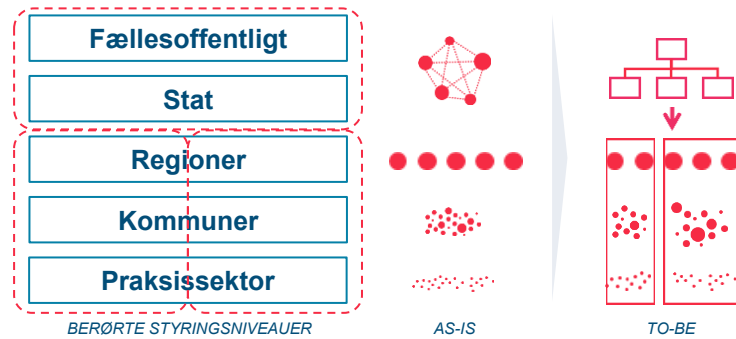 Fællesoffentligt
Stat
Regioner
Kommuner
Praksissektor
BERØRTE STYRINGSNIVEAUER
AS-IS
TO-BE